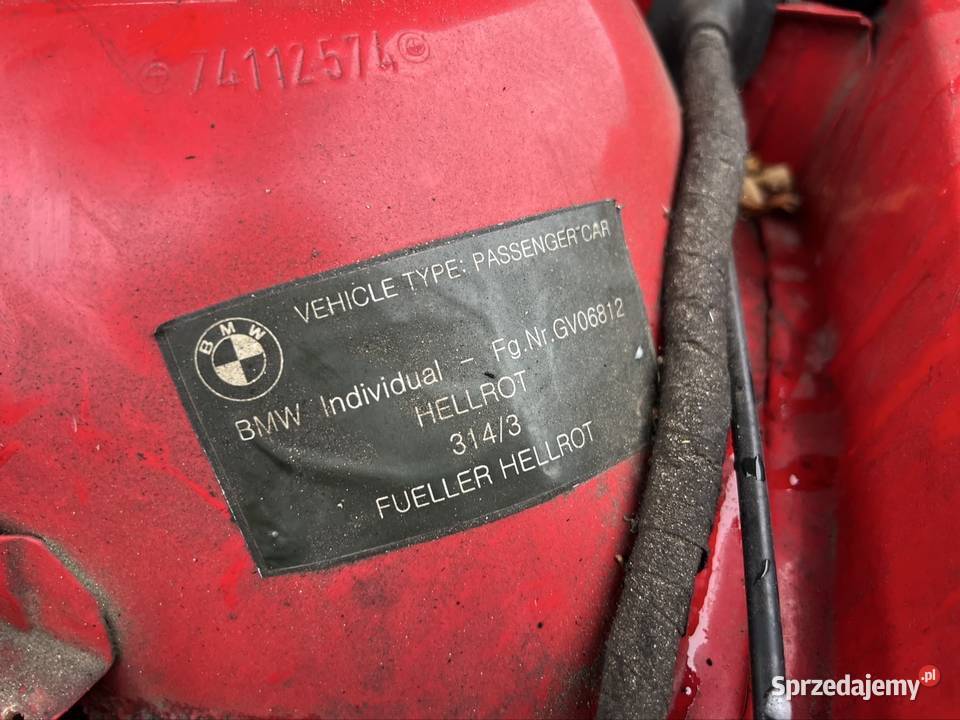 74112574
VEHICLE TYPE: PASSENGER CAR
BMW
BMW Individual - Fg.Nr.GV06812
HELLROT
314/3
FUELLER HELLROT
Sprzedajemy.pl